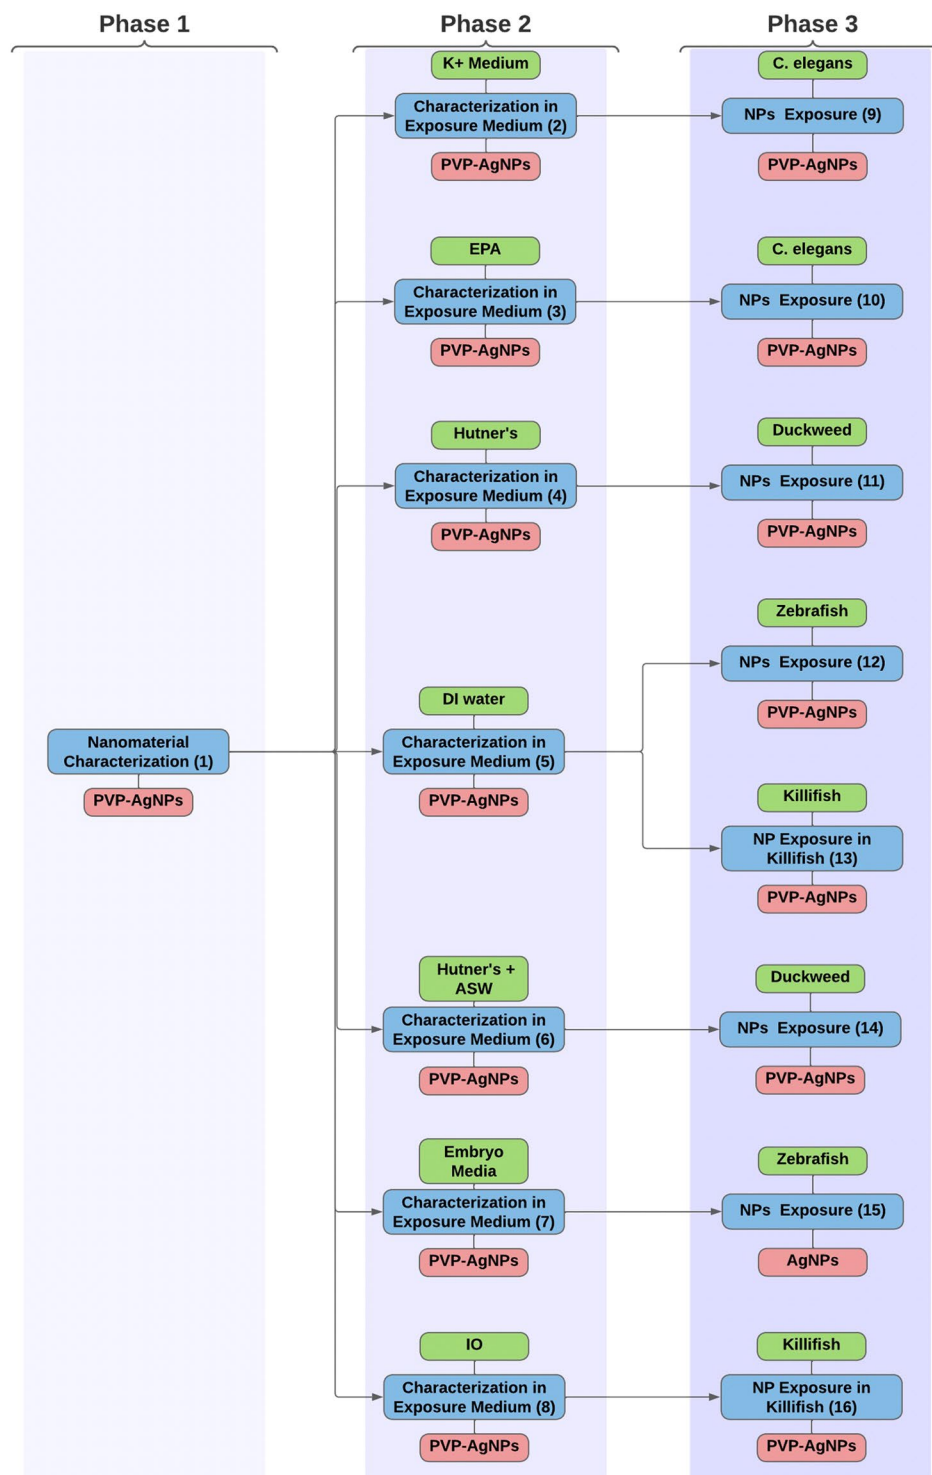 Phase 1
Phase 2
Phase 3
Nanomaterial
Characterization (1)
PVP-AgNPs
K+ Medium
Characterization in
Exposure Medium (2)
PVP-AgNPs
C. elegans
NPs  Exposure (9)
PVP-AgNPs
EPA
Characterization in
Exposure Medium (3)
PVP-AgNPs
C. elegans
NPs  Exposure (10)
PVP-AgNPs
Hutner's
Characterization in
Exposure Medium (4)
PVP-AgNPs
Duckweed
NPs  Exposure (11)
PVP-AgNPs
DI water
Characterization in
Exposure Medium (5)
PVP-AgNPs
Zebrafish
NPs  Exposure (12)
PVP-AgNPs
Killifish
NP Exposure in
Killifish (13)
PVP-AgNPs
Hutner's +
ASW
Characterization in
Exposure Medium (6)
PVP-AgNPs
Duckweed
NPs  Exposure (14)
PVP-AgNPs
Embryo
Media
Characterization in
Exposure Medium (7)
PVP-AgNPs
Zebrafish
NPs  Exposure (15)
AgNPs
IO
Characterization in
Exposure Medium (8)
PVP-AgNPs
Killifish
NP Exposure in
Killifish (16)
PVP-AgNPs